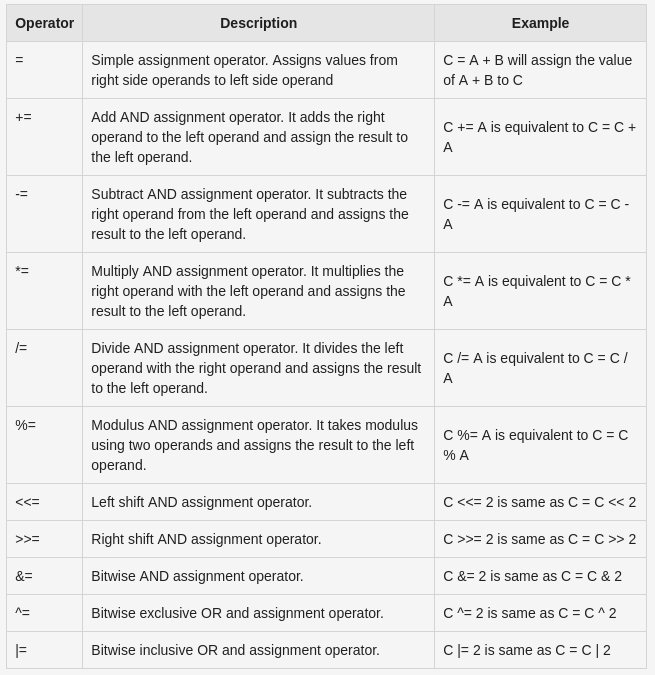 Operator Description Example
= Simple assignment operator. Assigns values from C = A + B will assign the value
right side operands to left side operand of A + B to C
+= Add AND assignment operator. It adds the right
operand to the left operand and assign the result to
the left operand.
C += A is equivalent to C = C +
A
-= Subtract AND assignment operator. It subtracts the
right operand from the left operand and assigns the
result to the left operand.
C -= A is equivalent to C = C -
A
*= Multiply AND assignment operator. It multiplies the
right operand with the left operand and assigns the
result to the left operand.
C *= A is equivalent to C = C *
A
/= Divide AND assignment operator. It divides the left
operand with the right operand and assigns the result
to the left operand.
C /= A is equivalent to C = C /
A
%= Modulus AND assignment operator. It takes modulus
using two operands and assigns the result to the left
operand.
C %= A is equivalent to C = C
% A
<<= Left shift AND assignment operator. C <<= 2 is same as C = C << 2
>>= Right shift AND assignment operator. C >>= 2 is same as C = C >> 2
&= Bitwise AND assignment operator. C &= 2 is same as C = C & 2
^= Bitwise exclusive OR and assignment operator. C ^= 2 is same as C = C ^ 2
|= Bitwise inclusive OR and assignment operator. C |= 2 is same as C = C | 2